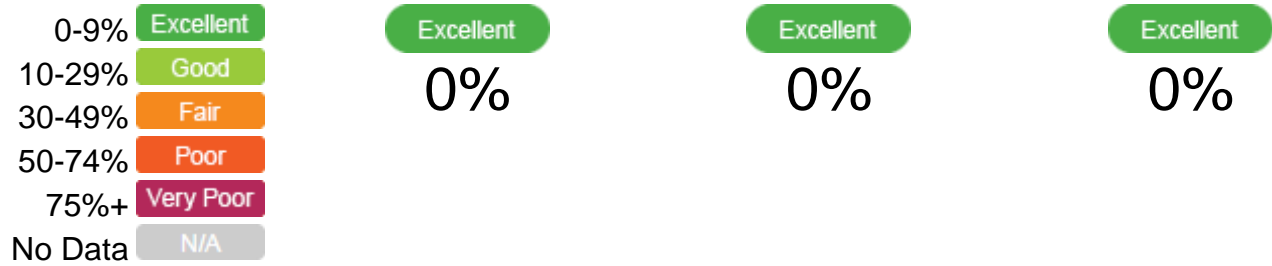 0-9% Excellent
10-29% Good
30-49% Fair
50-74% Poor
75%+ Very Poor
No Data N/A
Excellent Excellent Excellent
0% 0% 0%